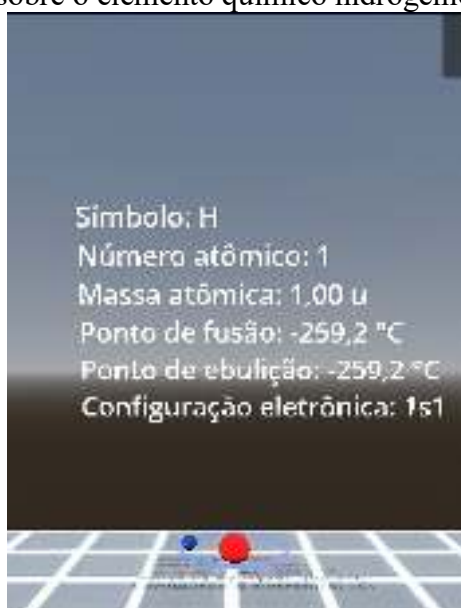 sobre o elemento químico hidrogênio
Símbolo: H
Número atômico: 1
Massa atômica: 1,00 u
Ponto de fusão: -259,2 °C
Ponto de ebulição: -259,2 °C
Configuração eletrônica: 1s1